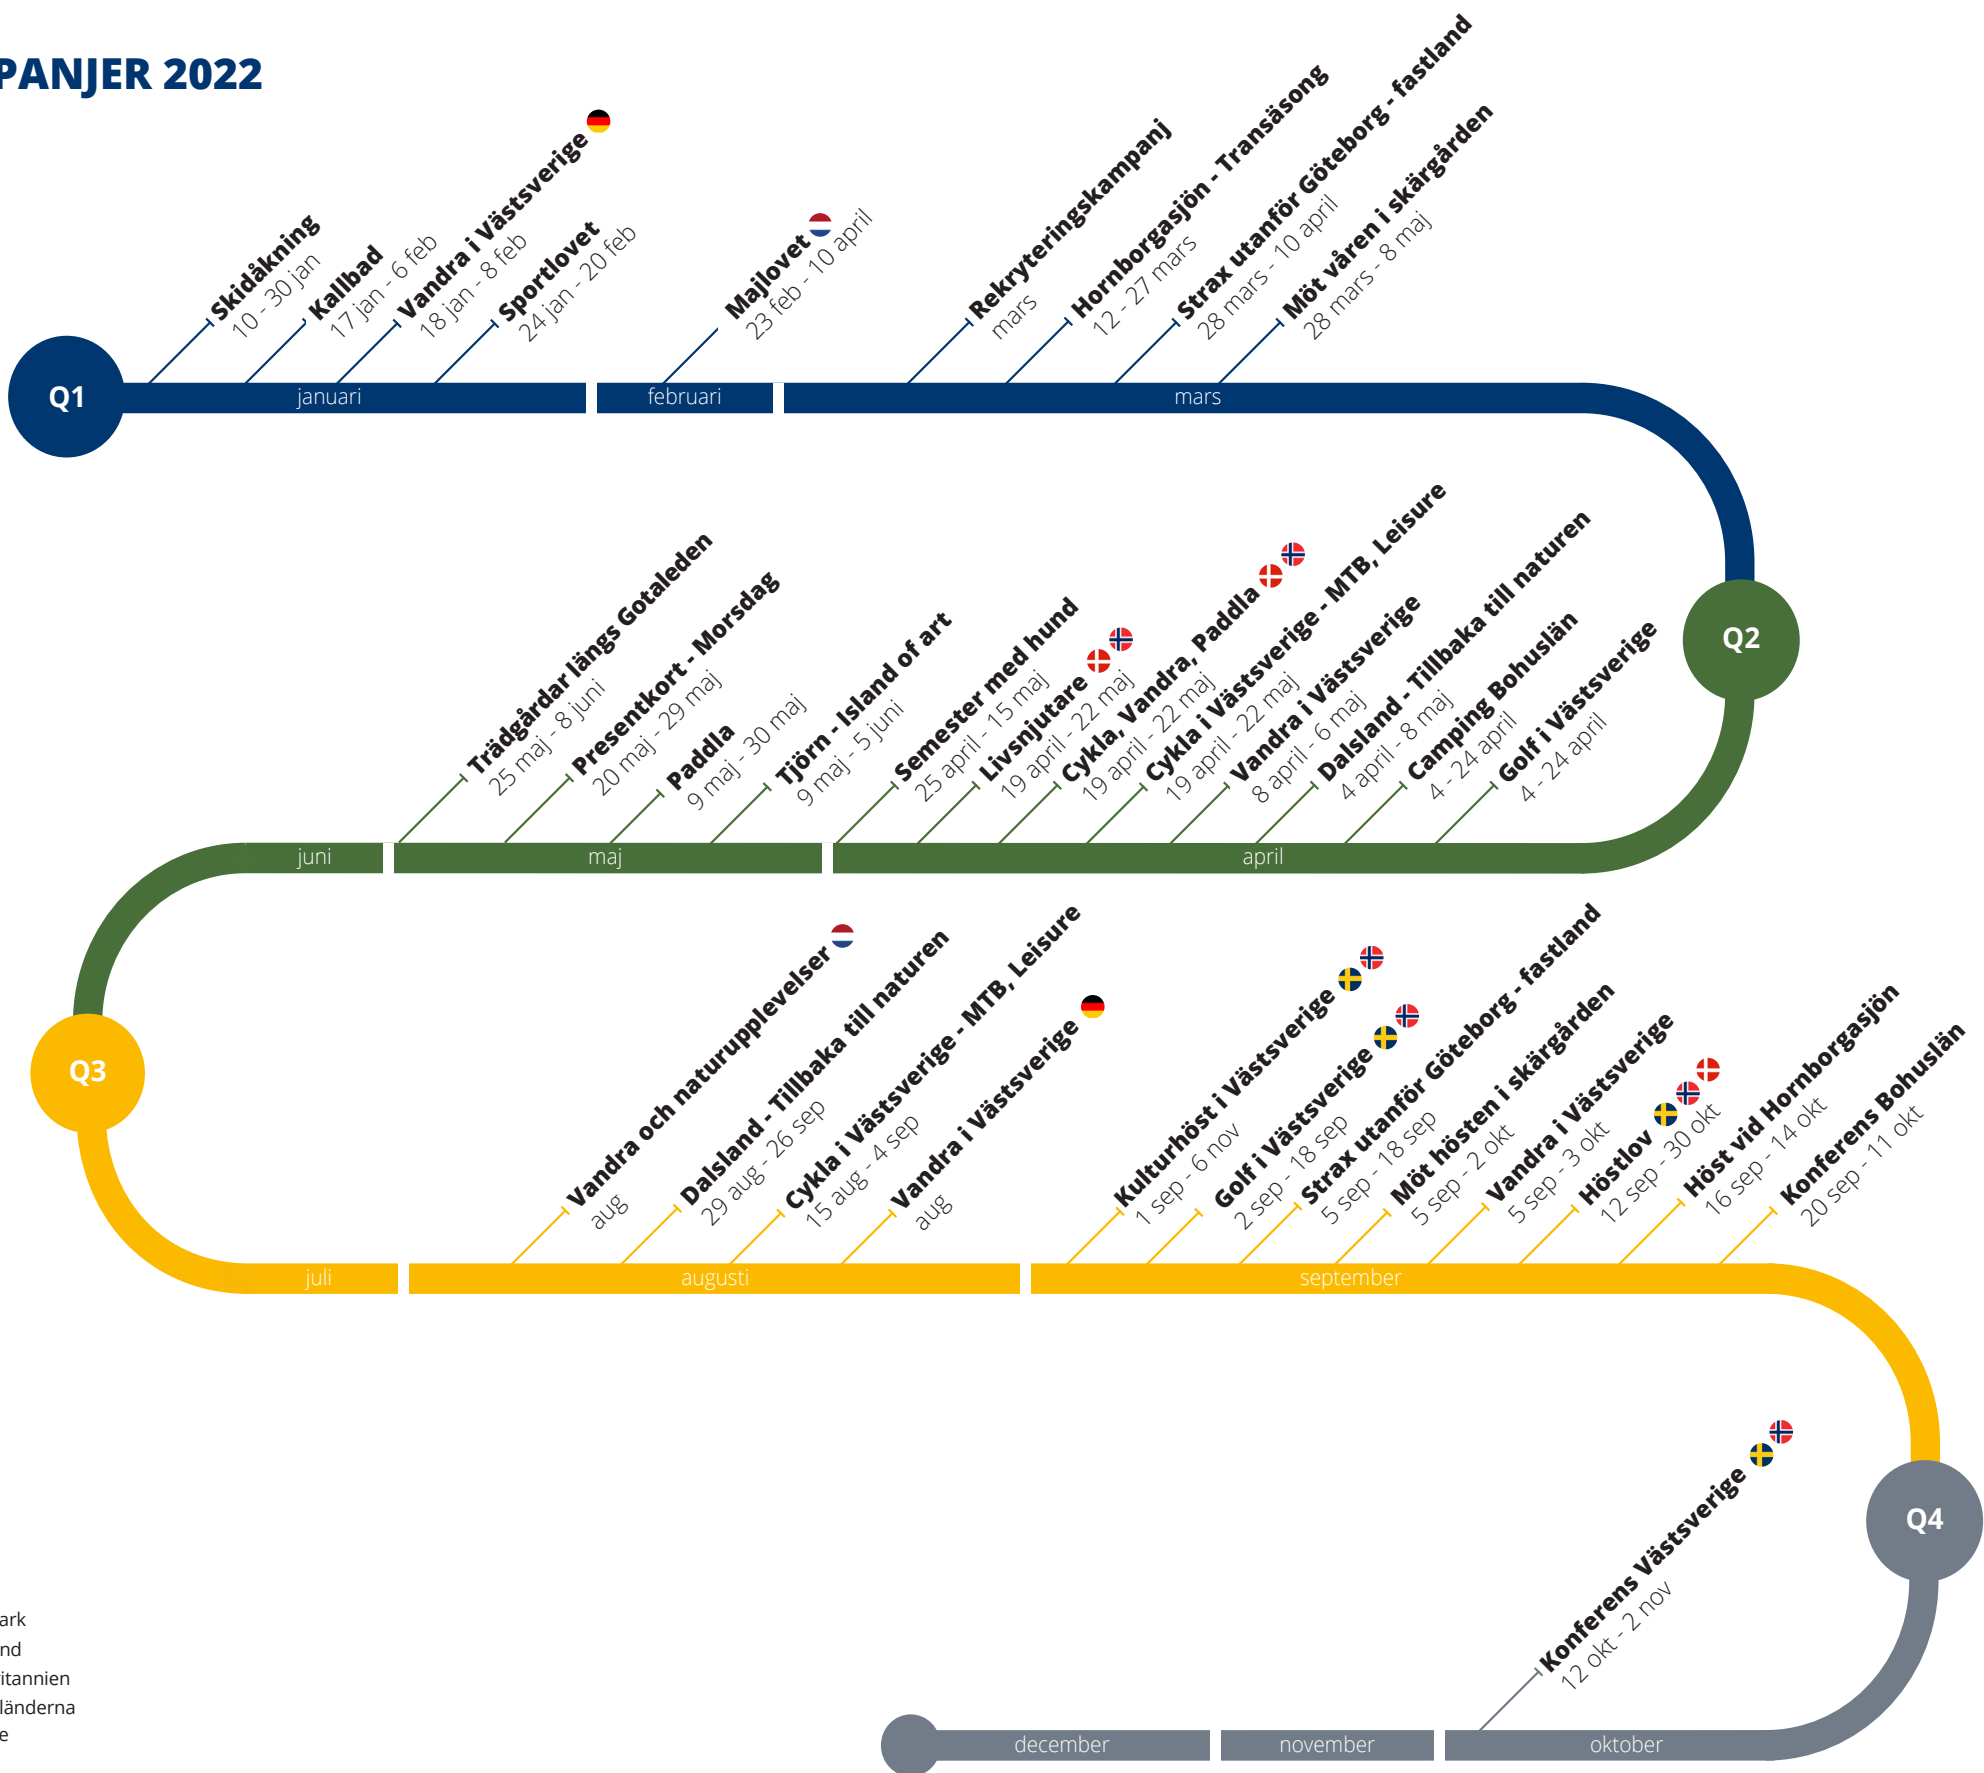 PANJER 2022
Skidåkning
10 - 30 jan
Kallbad
17 jan - 6 feb
Vandra i Västsverige
18 jan - 8 feb
Sportlovet
24 jan - 20 feb
Majlovet
23 feb - 10 april
Rekryteringskampanj
mars
Hornborgasjön - Transäsong
12 - 27 mars
Strax utanför Göteborg - fastland
28 mars - 10 april
Möt våren i skärgården
28 mars - 8 maj
Q1
januari
februari
mars
Trädgårdar längs Gotaleden
25 maj - 8 juni
Presentkort - Morsdag
20 maj - 29 maj
Paddla
9 maj - 30 maj
Tjörn - Island of art
9 maj - 5 juni
Semester med hund
25 april - 15 maj
Livsnjutare
19 april - 22 maj
Cykla, Vandra, Paddla
19 april - 22 maj
Cykla i Västsverige - MTB, Leisure
19 april - 22 maj
Vandra i Västsverige
8 april - 6 maj
Dalsland - Tillbaka till naturen
4 april - 8 maj
Camping Bohuslän
4 - 24 april
Golf i Västsverige
4 - 24 april
Q2
juni
maj
april
Vandra och naturupplevelser
aug
Dalsland - Tillbaka till naturen
29 aug - 26 sep
Cykla i Västsverige - MTB, Leisure
15 aug - 4 sep
Vandra i Västsverige
aug
Kulturhöst i Västsverige
1 sep - 6 nov
Golf i Västsverige
2 sep - 18 sep
Strax utanför Göteborg - fastland
5 sep - 18 sep
Möt hösten i skärgården
5 sep - 2 okt
Vandra i Västsverige
5 sep - 3 okt
Höstlov
12 sep - 30 okt
Höst vid Hornborgasjön
16 sep - 14 okt
Konferens Bohuslän
20 sep - 11 okt
Q3
juli
augusti
september
Konferens Västsverige
12 okt - 2 nov
Q4
ark
nd
itannien
länderna
e
december
november
oktober